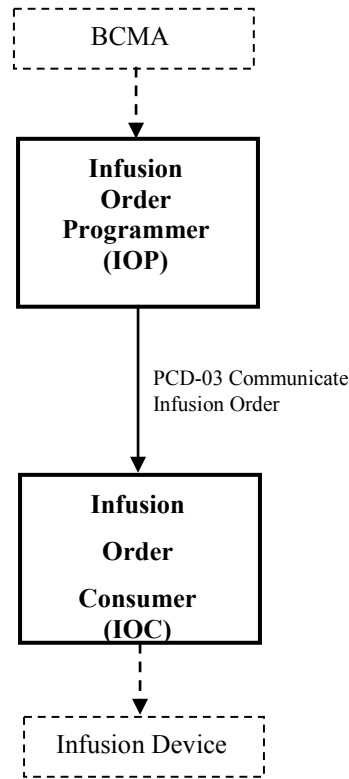 BCMA
Infusion
Order
Programmer
(IOP)
PCD-03 Communicate
Infusion Order
Infusion
Order
Consumer
(IOC)
Infusion Device